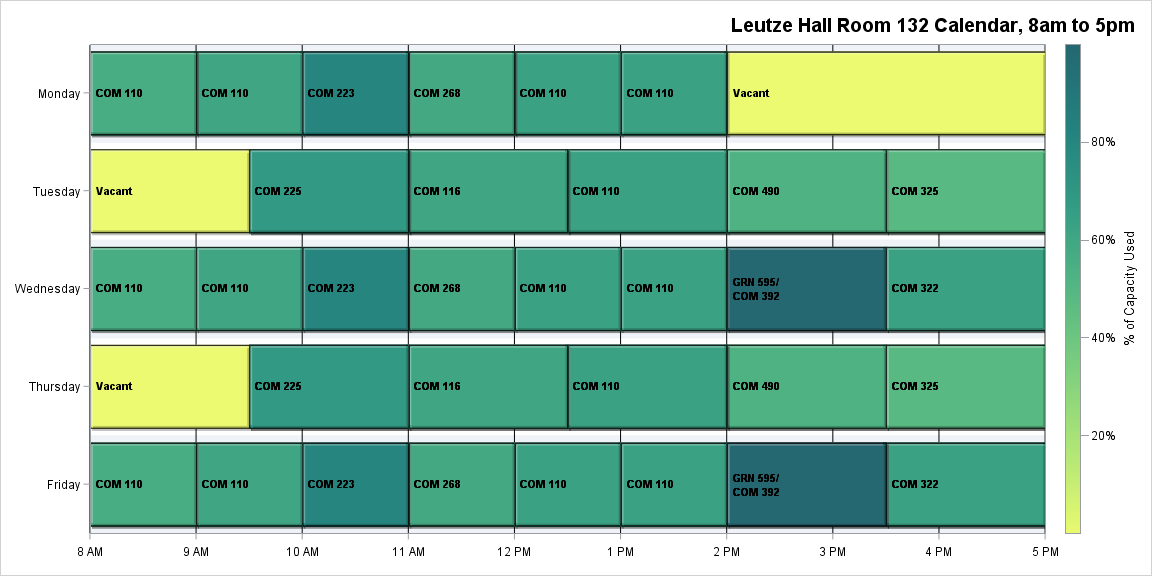 Leutze Hall Room 132 Calendar, 8am to 5pm
Monday
COM 110
COM 110
COM 223
COM 268
COM 110
COM 110
Vacant
Tuesday
Vacant
COM 225
COM 116
COM 110
COM 490
COM 325
Wednesday
COM 110
COM 110
COM 223
COM 268
COM 110
COM 110
GRN 595/
COM 392
COM 322
Thursday
Vacant
COM 225
COM 116
COM 110
COM 490
COM 325
Friday
COM 110
COM 110
COM 223
COM 268
COM 110
COM 110
GRN 595/
COM 392
COM 322
8 AM
9 AM
10 AM
11 AM
12 PM
1 PM
2 PM
3 PM
4 PM
5 PM
80%
60%
40%
20%
% of Capacity Used